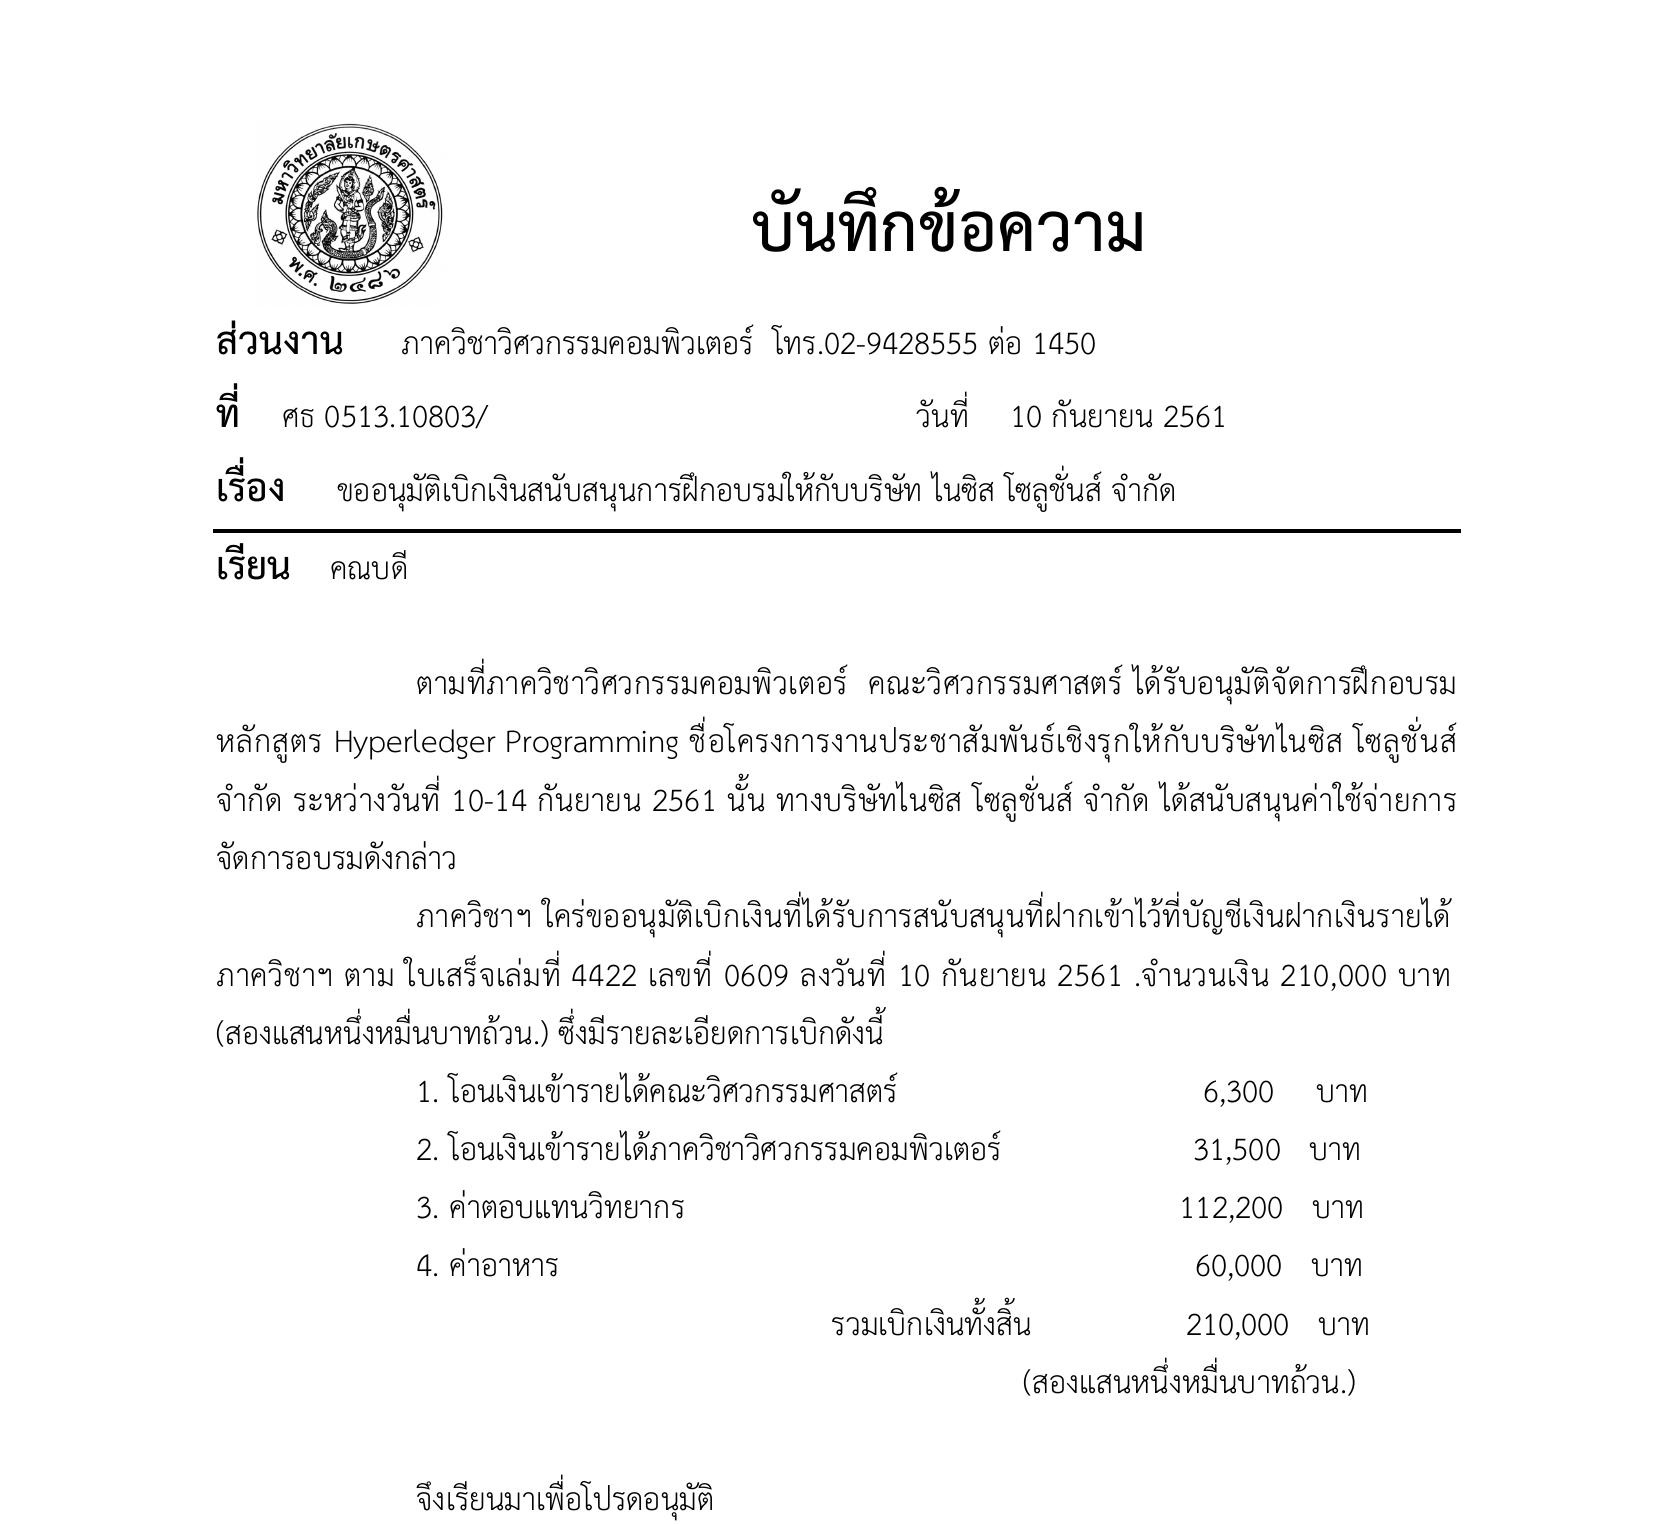 มหาวิทยาลัยเกษตรศาสตร์
พ.ศ. ๒๔๘๖
บันทึกข้อความ
ส่วนงาน ภาควิชาวิศวกรรมคอมพิวเตอร์ โทร.02-9428555 ต่อ 1450
ที่ ศธ 0513.10803/ วันที่ 10 กันยายน 2561
เรื่อง ขออนุมัติเบิกเงินสนับสนุนการฝึกอบรมให้กับบริษัท ไนซิส โซลูชั่นส์ จำกัด
เรียน คณบดี
ตามที่ภาควิชาวิศวกรรมคอมพิวเตอร์ คณะวิศวกรรมศาสตร์ ได้รับอนุมัติจัดการฝึกอบรม
หลักสูตร Hyperledger Programming ชื่อโครงการงานประชาสัมพันธ์เชิงรุกให้กับบริษัทไนซิส โซลูชั่นส์
จำกัด ระหว่างวันที่ 10-14 กันยายน 2561 นั้น ทางบริษัทไนซิส โซลูชั่นส์ จำกัด ได้สนับสนุนค่าใช้จ่ายการ
จัดการอบรมดังกล่าว
ภาควิชาฯ ใคร่ขออนุมัติเบิกเงินที่ได้รับการสนับสนุนที่ฝากเข้าไว้ที่บัญชีเงินฝากเงินรายได้
ภาควิชาฯ ตาม ใบเสร็จเล่มที่ 4422 เลขที่ 0609 ลงวันที่ 10 กันยายน 2561 .จำนวนเงิน 210,000 บาท
(สองแสนหนึ่งหมื่นบาทถ้วน.) ซึ่งมีรายละเอียดการเบิกดังนี้
1. โอนเงินเข้ารายได้คณะวิศวกรรมศาสตร์ 6,300 บาท
2. โอนเงินเข้ารายได้ภาควิชาวิศวกรรมคอมพิวเตอร์ 31,500 บาท
3. ค่าตอบแทนวิทยากร 112,200 บาท
4. ค่าอาหาร 60,000 บาท
รวมเบิกเงินทั้งสิ้น 210,000 บาท
(สองแสนหนึ่งหมื่นบาทถ้วน.)
จึงเรียนมาเพื่อโปรดอนุมัติ